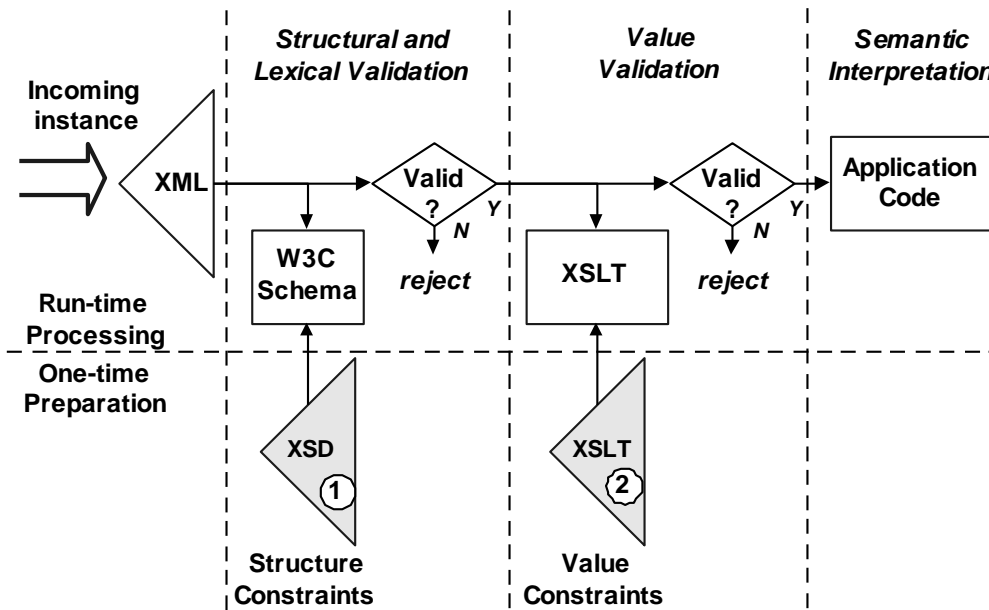 Structural and
Lexical Validation
Value
Validation
Semantic
Interpretation
Incoming
instance
XML
Valid
?
Y
N
reject
W3C
Schema
Valid
?
Y
N
reject
XSLT
Application
Code
Run-time
Processing
One-time
Preparation
XSD
1
XSLT
2
Structure
Constraints
Value
Constraints